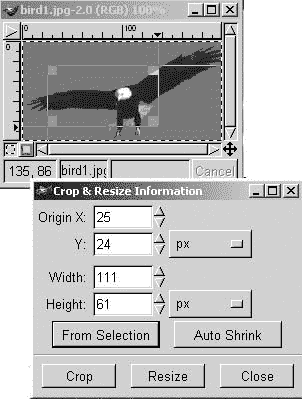 bird1.jpg-2.0 (RGB) 100%
0 100
0
135, 86 bird1.jpg Cancel
Crop & Resize Information
Origin X: 25
Y: 24 px
Width: 111
Height: 61 px
From Selection Auto Shrink
Crop Resize Close